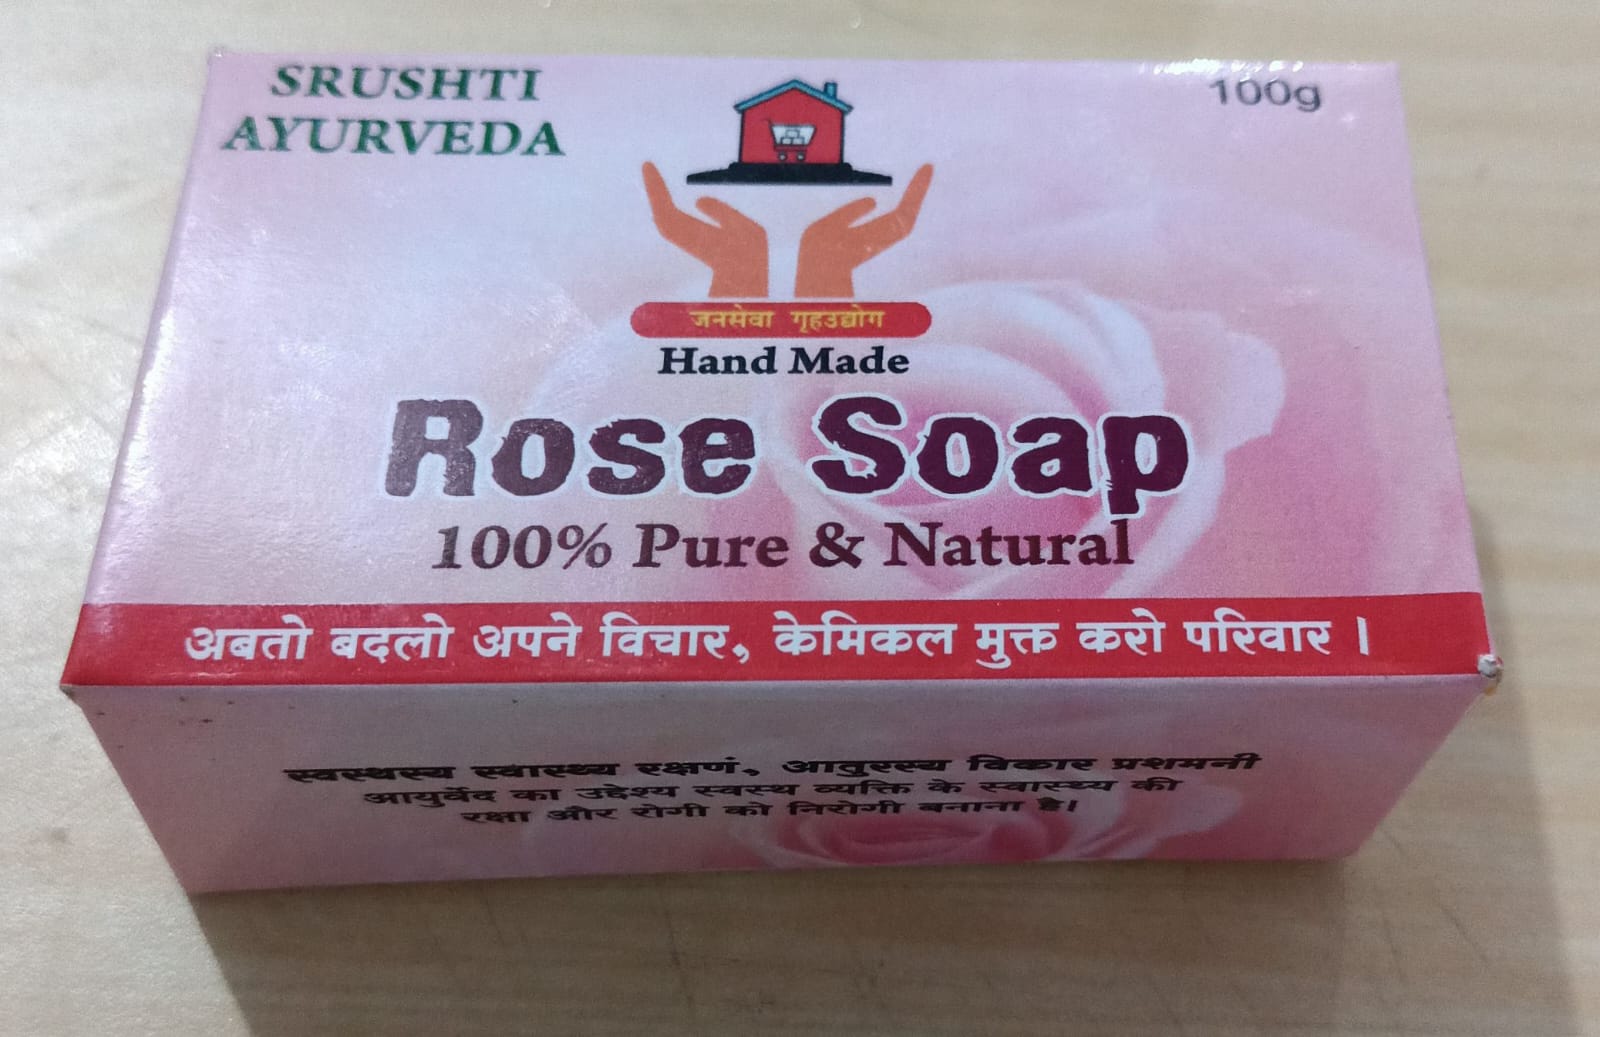 SRUSHTI
AYURVEDA
100g
जनसेवा गृहउद्योग
Hand Made
Rose Soap
100% Pure & Natural
अबतो बदलो अपने विचार, केमिकल मुक्त करो परिवार।
स्वस्थस्य स्वास्थ्य रक्षणं, आतुरस्य विकार प्रशमनी
आयुर्वेद का उद्देश्य स्वस्थ व्यक्ति के स्वास्थ्य की
रक्षा और रोगी को निरोगी बनाना है।